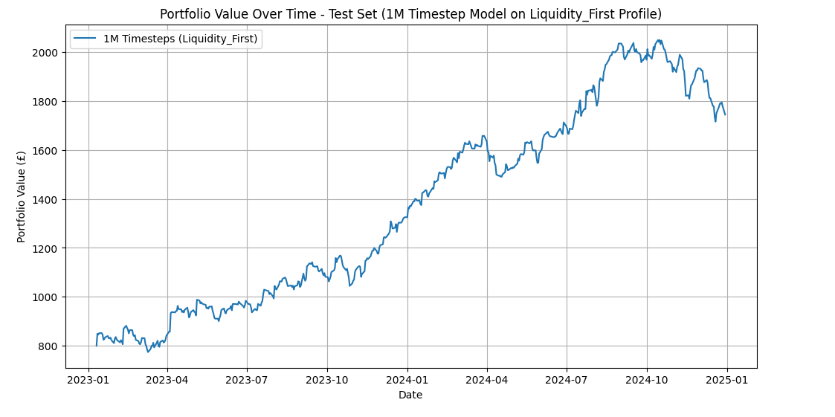 Portfolio Value Over Time - Test Set (1M Timestep Model on Liquidity_First Profile)
1M Timesteps (Liquidity_First)
Portfolio Value (£)
2000
1800
1600
1400
1200
1000
800
2023-01 2023-04 2023-07 2023-10 2024-01 2024-04 2024-07 2024-10 2025-01
Date